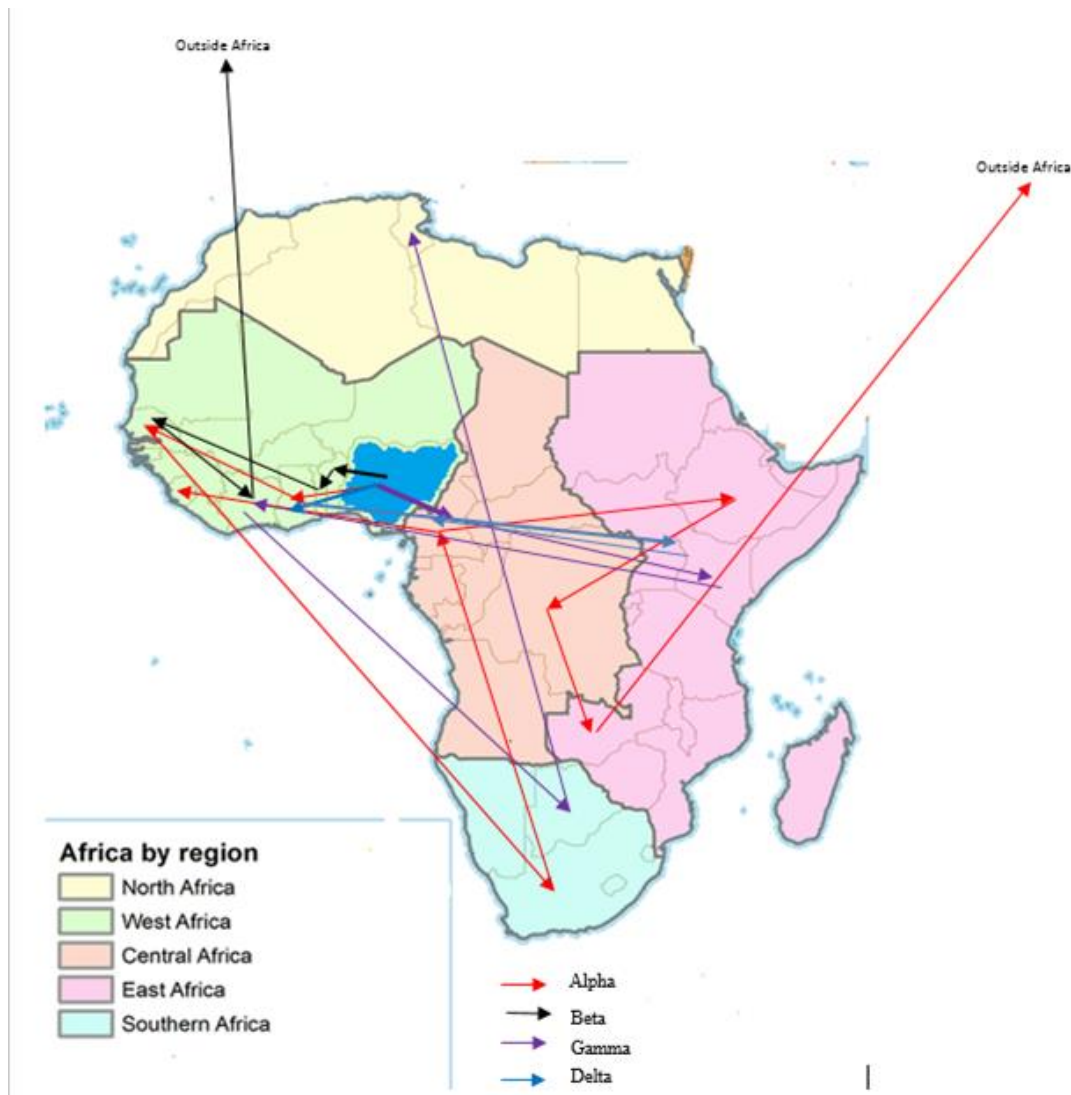 Outside Africa
Outside Africa
Africa by region
North Africa
West Africa
Central Africa
East Africa
Southern Africa
Alpha
Beta
Gamma
Delta